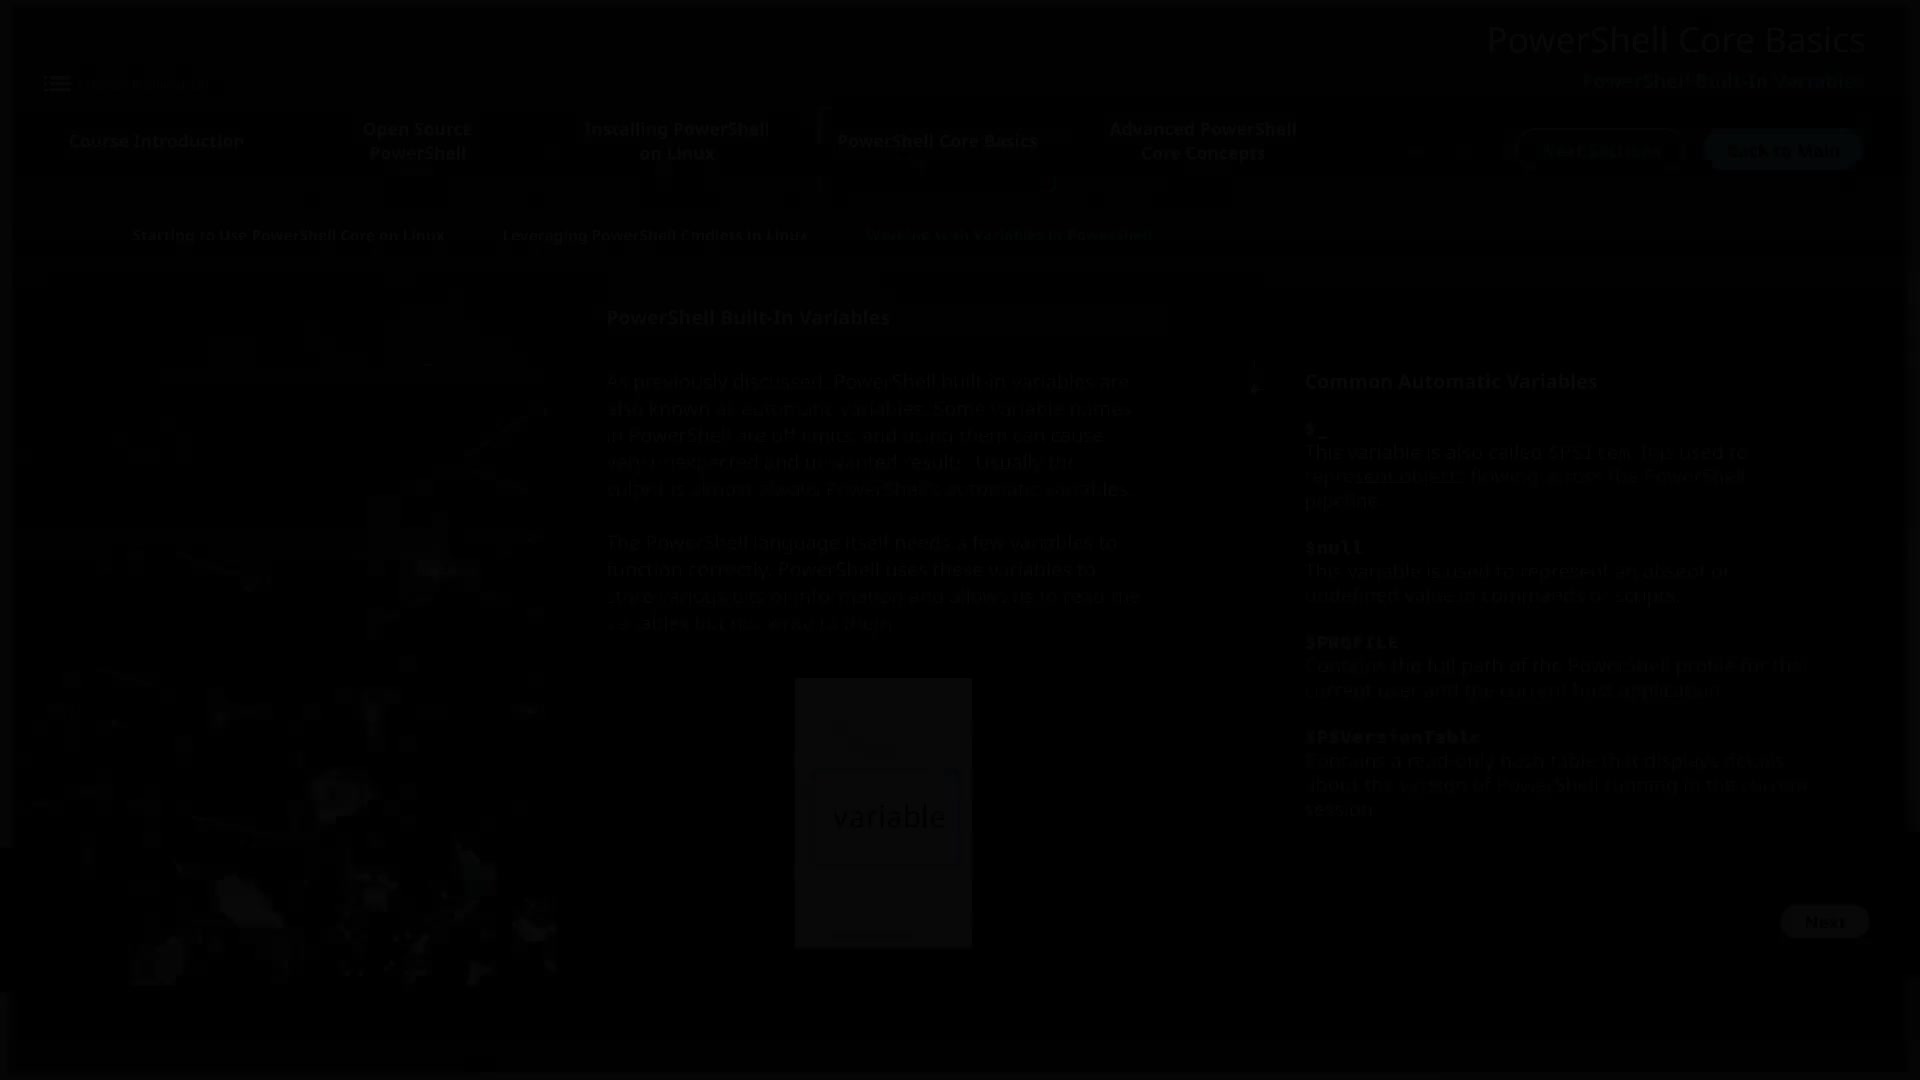 PowerShell Core Basics
PowerShell Built-In Variables
Course Introduction
Open Source
PowerShell
Installing PowerShell
on Linux
PowerShell Core Basics
Advanced PowerShell
Core Concepts
Next Section
Back to Main
Starting to Use PowerShell Core on Linux
Leveraging PowerShell Cmdlets in Linux
Working with Variables in PowerShell
PowerShell Built-In Variables
As previously discussed, PowerShell built-in variables are
also known as automatic variables. Some variable names
in PowerShell are off limits, and using them can cause
very unexpected and unwanted results. Usually the
culprit is almost always PowerShell's automatic variables.
The PowerShell language itself needs a few variables to
function correctly. PowerShell uses these variables to
store various bits of information and allows us to read the
variables but not write to them.
variable
Common Automatic Variables
$_
This variable is also called $PSItem. It is used to
represent objects flowing across the PowerShell
pipeline.
$null
This variable is used to represent an absent or
undefined value in commands or scripts.
$PROFILE
Contains the full path of the PowerShell profile for the
current user and the current host application.
$PSVersionTable
Contains a read-only hash table that displays details
about the version of PowerShell running in the current
session.
Next